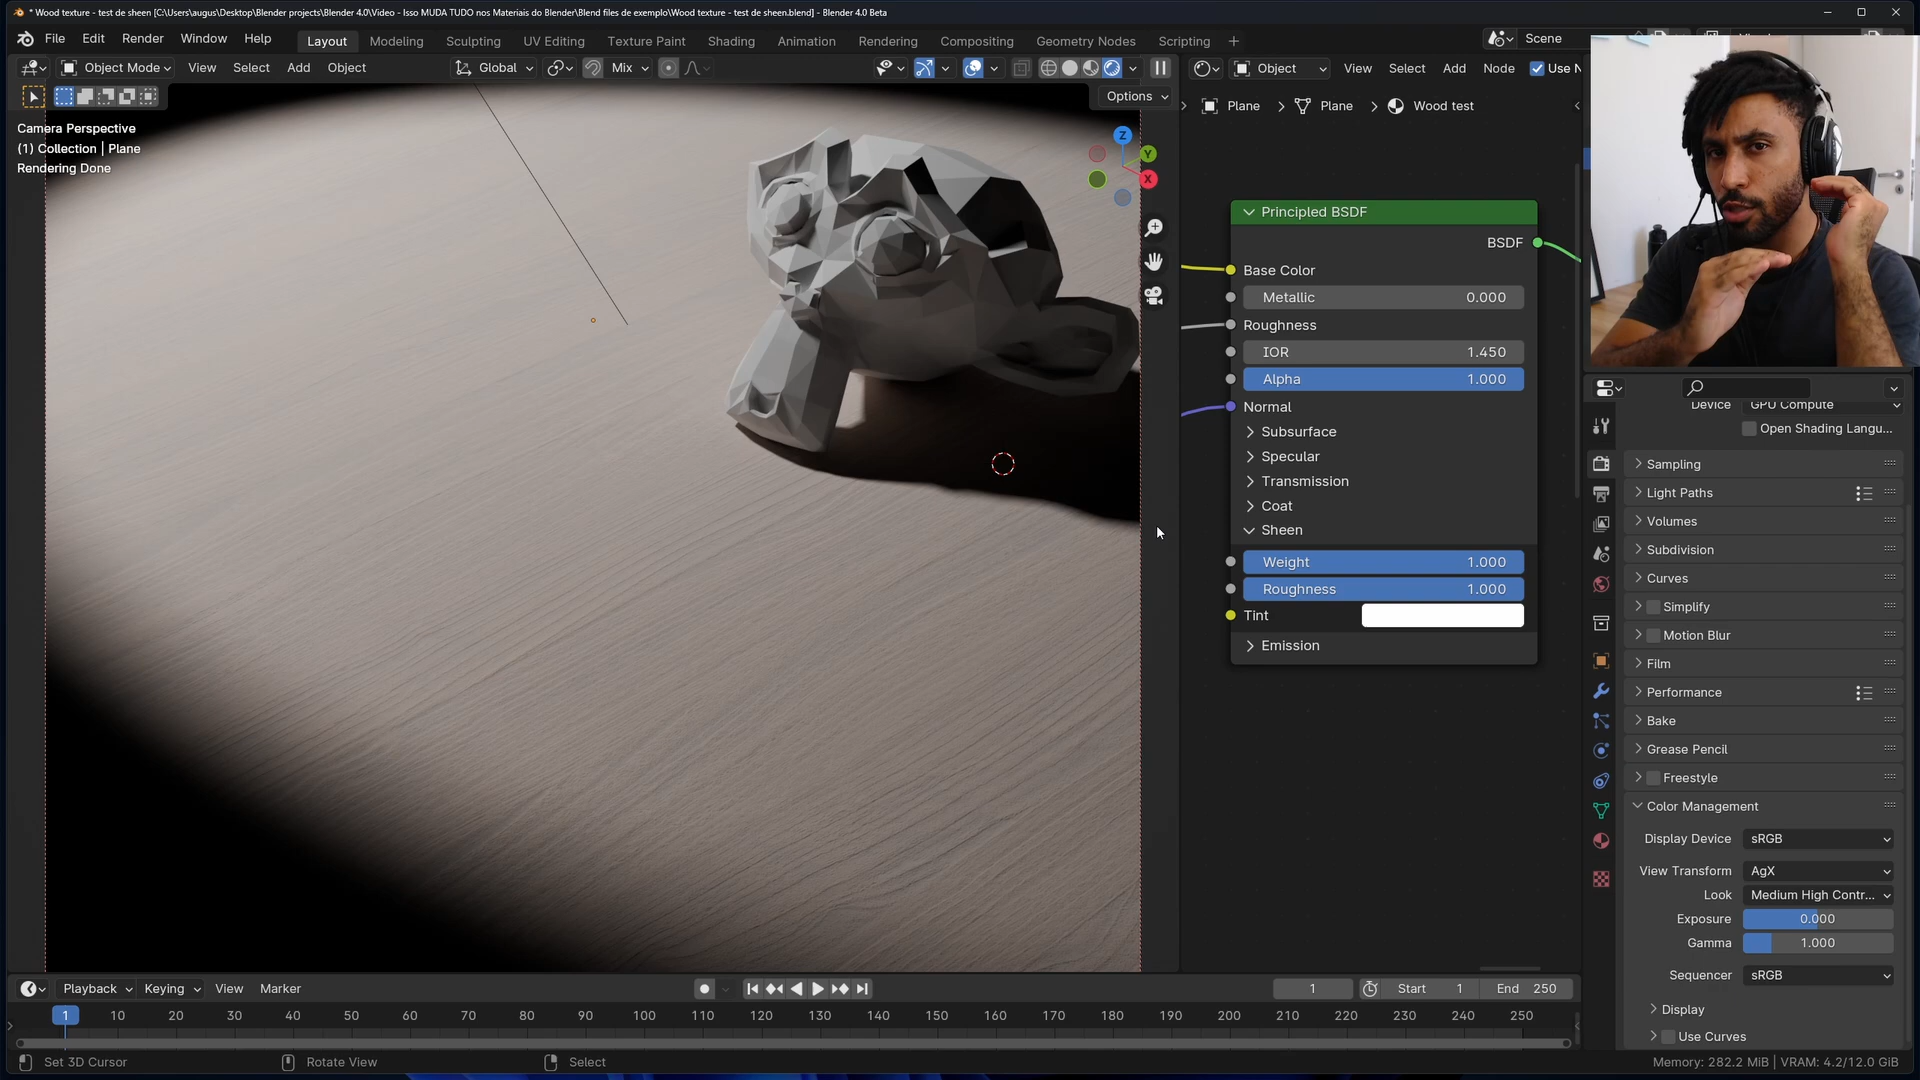 * Wood texture - test de sheen [C:\Users\augus\Desktop\Blender projects\Blender 4.0\Video - Isso MUDA TUDO nos Materiais do Blender\Blend files de exemplo\Wood texture - test de sheen.blend] - Blender 4.0 Beta
File Edit Render Window Help
Layout Modeling Sculpting UV Editing Texture Paint Shading Animation Rendering Compositing Geometry Nodes Scripting +
Scene
Object Mode View Select Add Object
Global Mix
Object View Select Add Node Use N
Options
Plane Plane Wood test
Camera Perspective
(1) Collection | Plane
Rendering Done
Z
Y
X
Principled BSDF
BSDF
Base Color
Metallic 0.000
Roughness
IOR 1.450
Alpha 1.000
Normal
Subsurface
Specular
Transmission
Coat
Sheen
Weight 1.000
Roughness 1.000
Tint
Emission
Device GPU Compute
Open Shading Langu...
Sampling
Light Paths
Volumes
Subdivision
Curves
Simplify
Motion Blur
Film
Performance
Bake
Grease Pencil
Freestyle
Color Management
Display Device sRGB
View Transform AgX
Look Medium High Contr...
Exposure 0.000
Gamma 1.000
Sequencer sRGB
Display
Use Curves
Playback Keying View Marker
1 Start 1 End 250
1 10 20 30 40 50 60 70 80 90 100 110 120 130 140 150 160 170 180 190 200 210 220 230 240 250
Set 3D Cursor Rotate View Select
Memory: 282.2 MiB | VRAM: 4.2/12.0 GiB